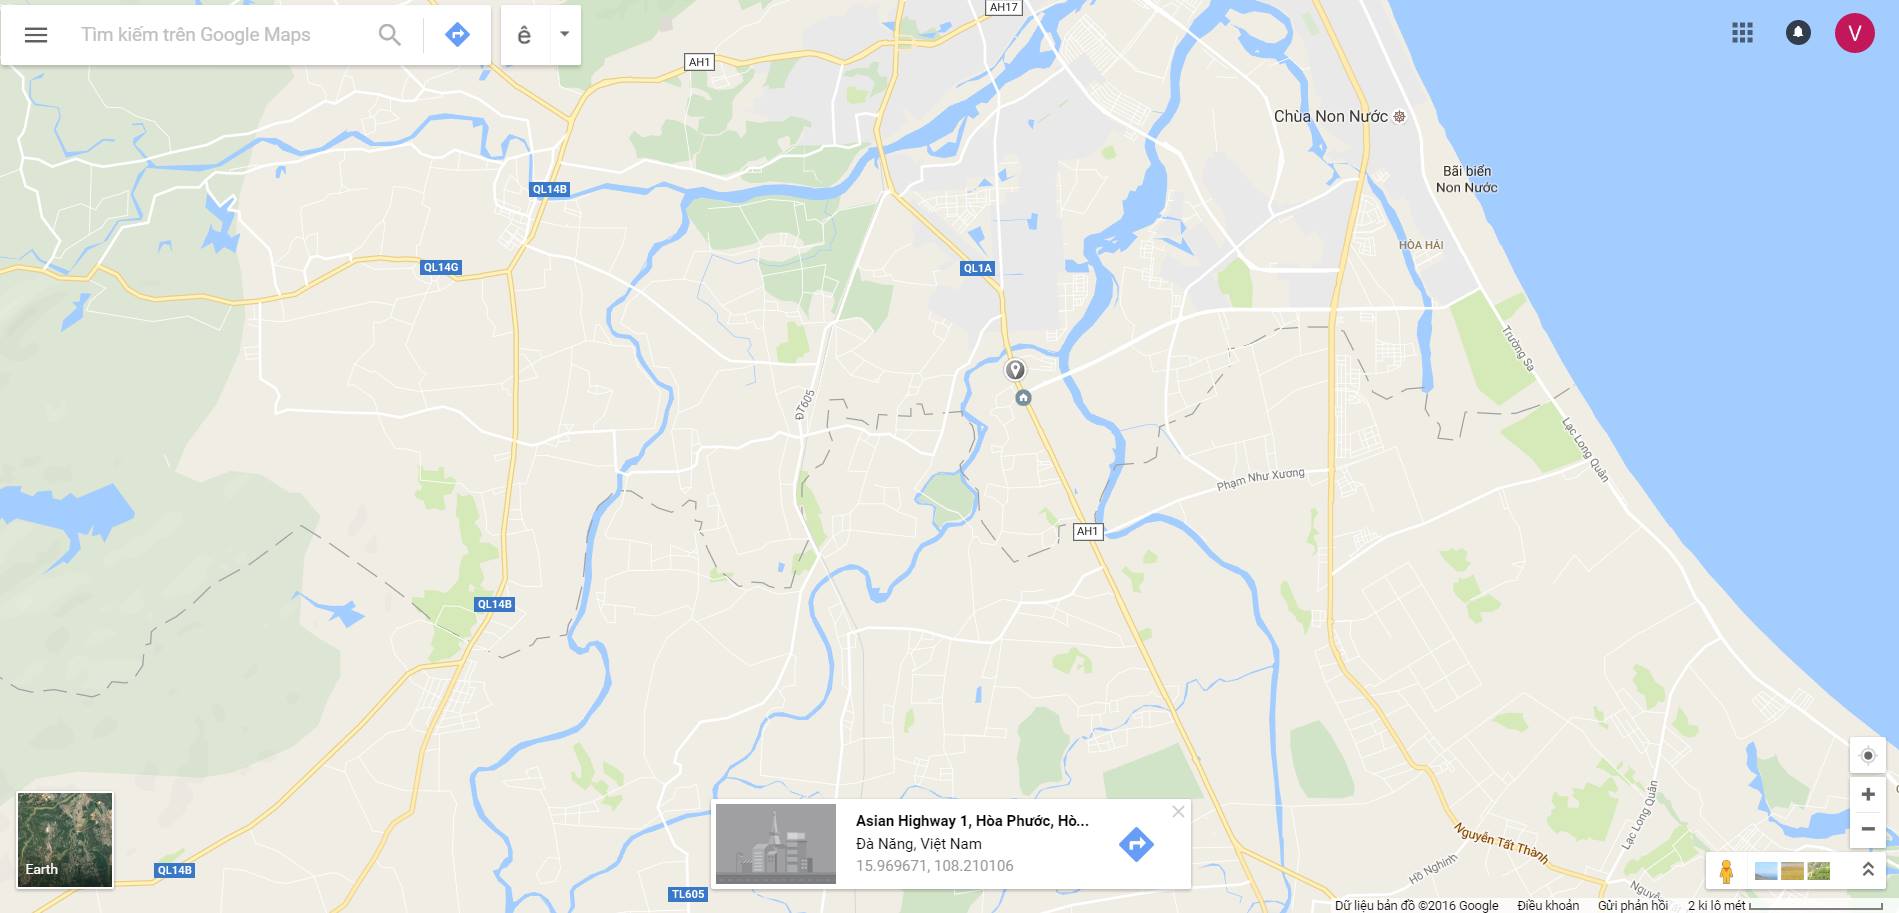 AH17
Tìm kiếm trên Google Maps
ê
V
AH1
Chùa Non Nước
Bãi biển
Non Nước
QL14B
HÒA HẢI
QL14G
QL1A
Trường Sa
ĐT605
Lạc Long Quân
Phạm Như Xương
AH1
QL14B
Asian Highway 1, Hòa Phước, Hò...
Đà Nẵng, Việt Nam
15.969671, 108.210106
Lạc Long Quân
Nguyễn Tất Thành
Hồ Nghinh
Earth
QL14B
TL605
Dữ liệu bản đồ ©2016 Google Điều khoản Gửi phản hồi 2 ki lô mét